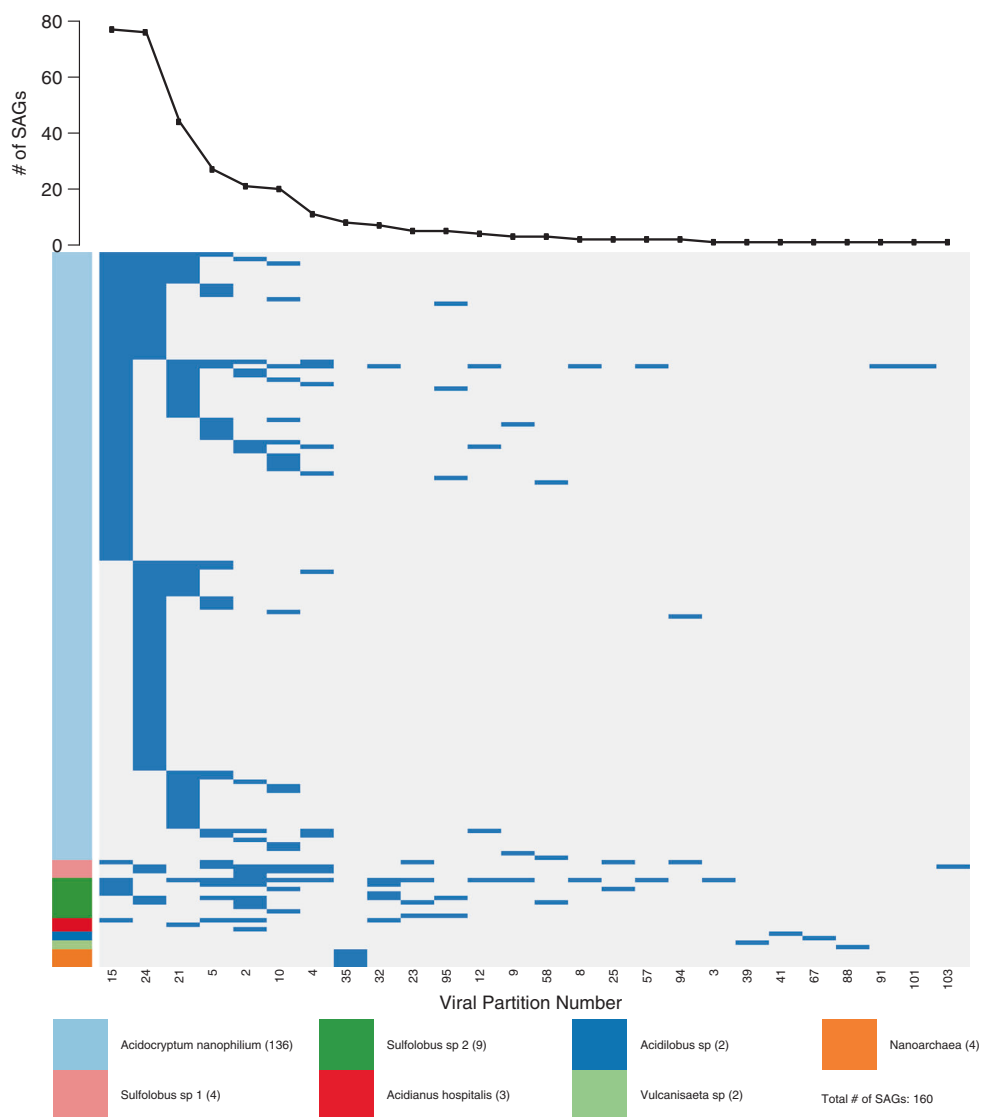 80
60
40
20
0
# of SAGs
15 24 21 5 2 10 4 35 32 23 95 12 9 58 8 25 57 94 3 39 41 67 88 91 101 103
Viral Partition Number
Acidocryptum nanophilium (136)
Sulfolobus sp 2 (9)
Acidilobus sp (2)
Nanoarchaea (4)
Sulfolobus sp 1 (4)
Acidianus hospitalis (3)
Vulcanisaeta sp (2)
Total # of SAGs: 160